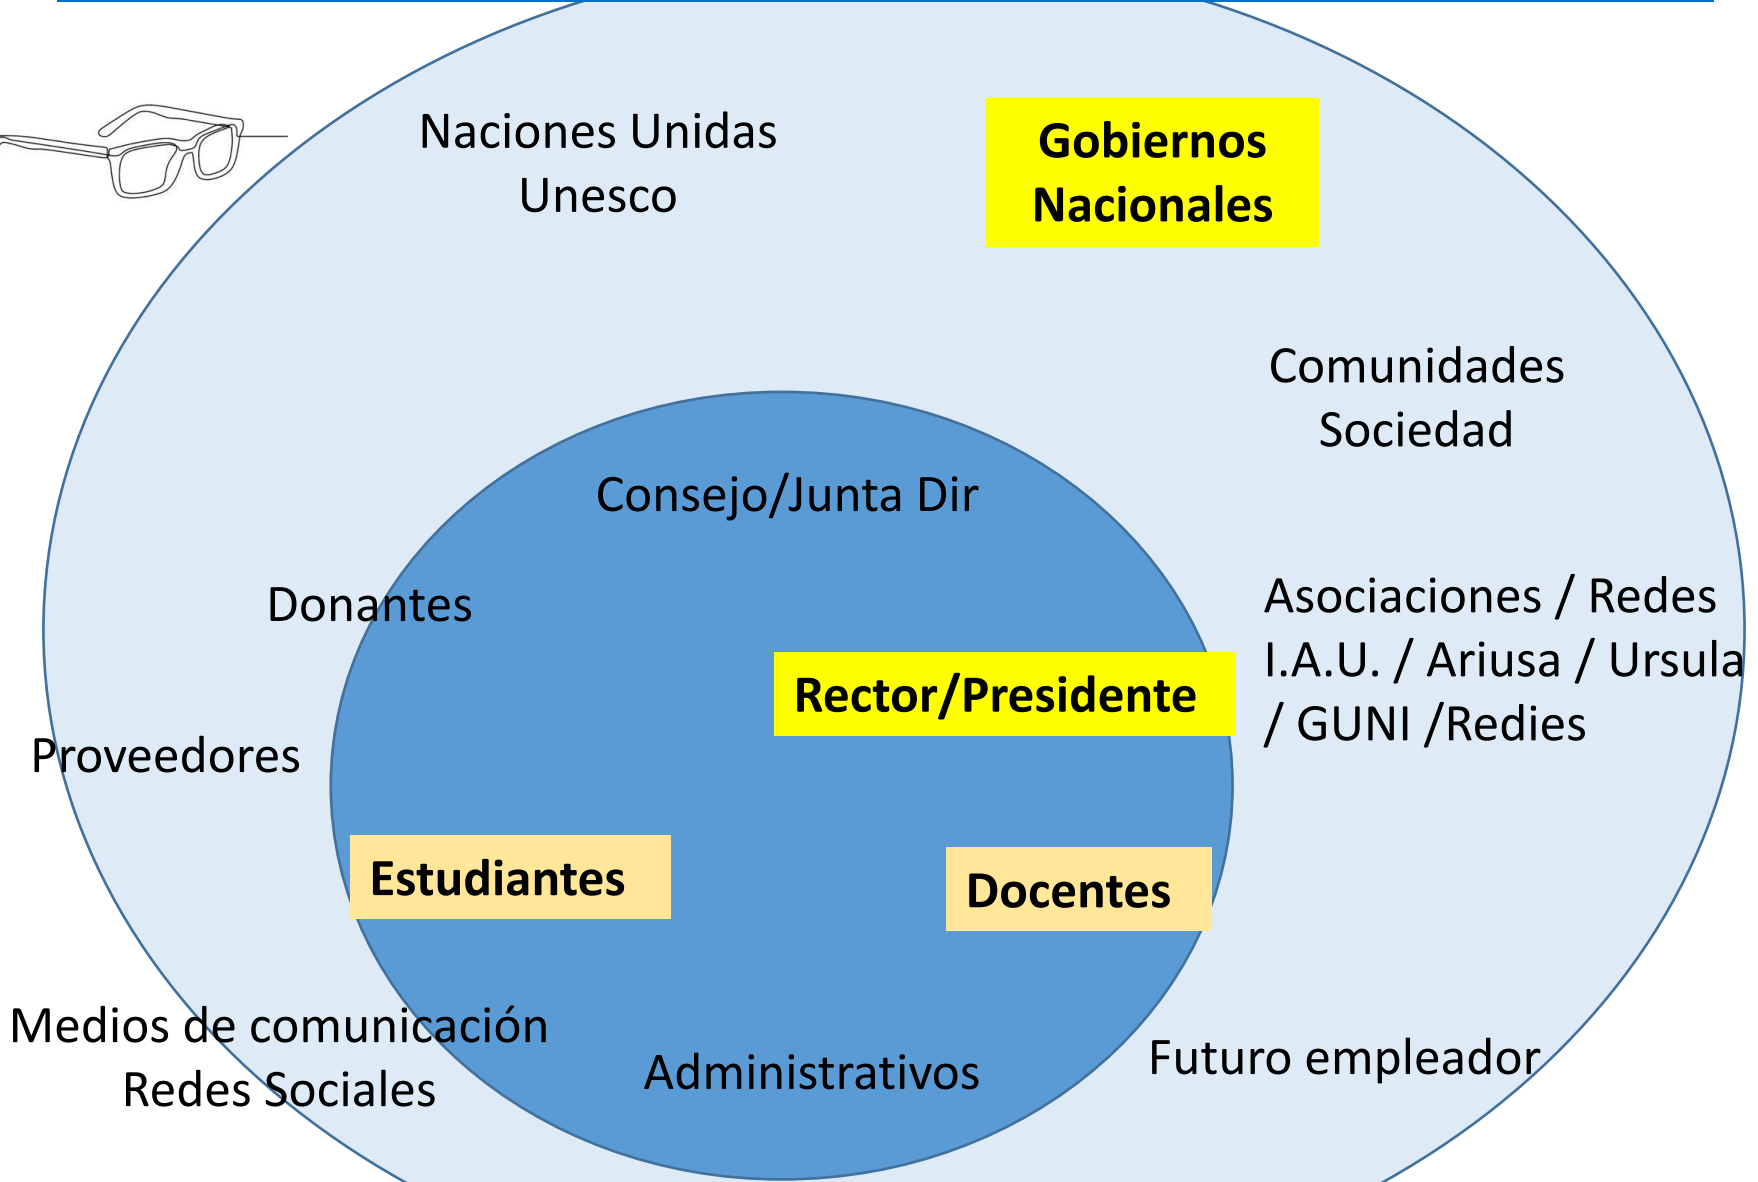 Naciones Unidas
Unesco
Gobiernos
Nacionales
Comunidades
Sociedad
Consejo/Junta Dir
Donantes
Asociaciones / Redes
I.A.U. / Ariusa / Ursula
/ GUNI /Redies
Rector/Presidente
Proveedores
Estudiantes
Docentes
Medios de comunicación
Redes Sociales
Administrativos
Futuro empleador